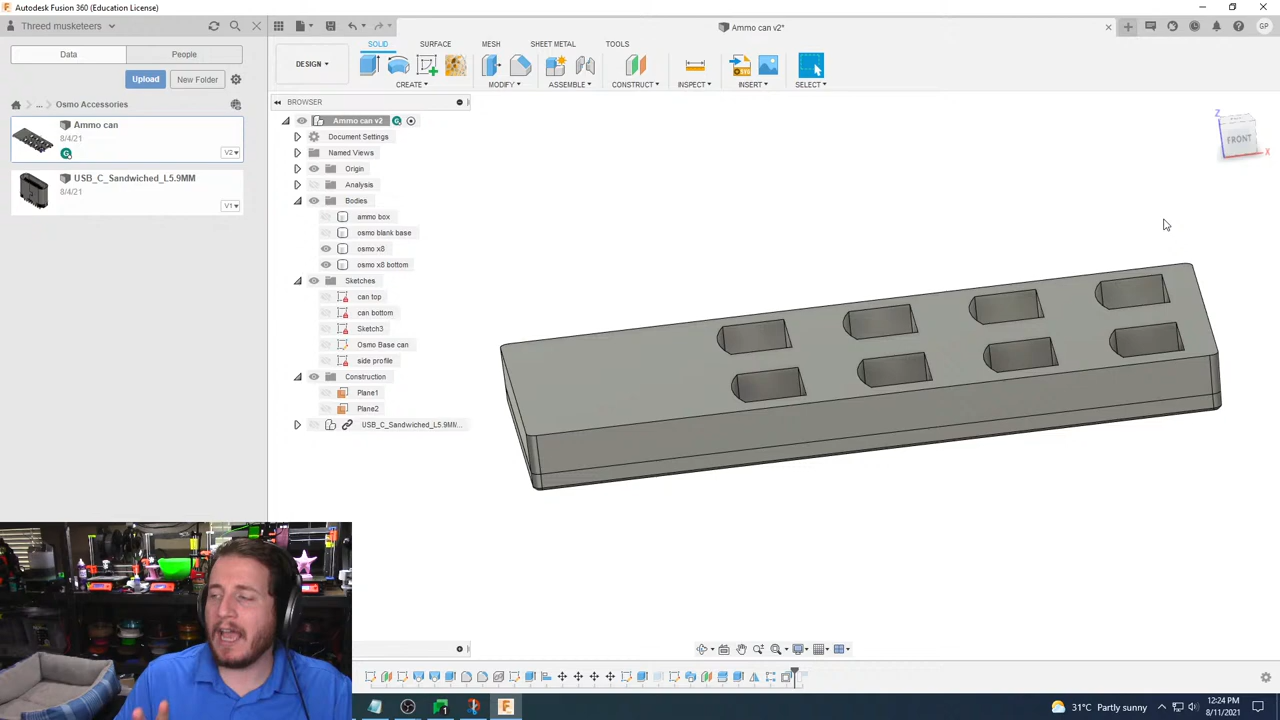 Autodesk Fusion 360 (Education License)
Threed musketeers
Ammo can v2*
GP
Data
People
Upload
New Folder
... Osmo Accessories
Ammo can
8/4/21
G
V2
USB_C_Sandwiched_L5.9MM
8/4/21
V1
DESIGN
SOLID
SURFACE
MESH
SHEET METAL
TOOLS
CREATE
MODIFY
ASSEMBLE
CONSTRUCT
INSPECT
INSERT
SELECT
BROWSER
Ammo can v2
Document Settings
Named Views
Origin
Analysis
Bodies
ammo box
osmo blank base
osmo x8
osmo x8 bottom
Sketches
can top
can bottom
Sketch3
Osmo Base can
side profile
Construction
Plane1
Plane2
USB_C_Sandwiched_L5.9MM...
Z
FRONT
X
31°C Partly sunny
12:24 PM
8/11/2021